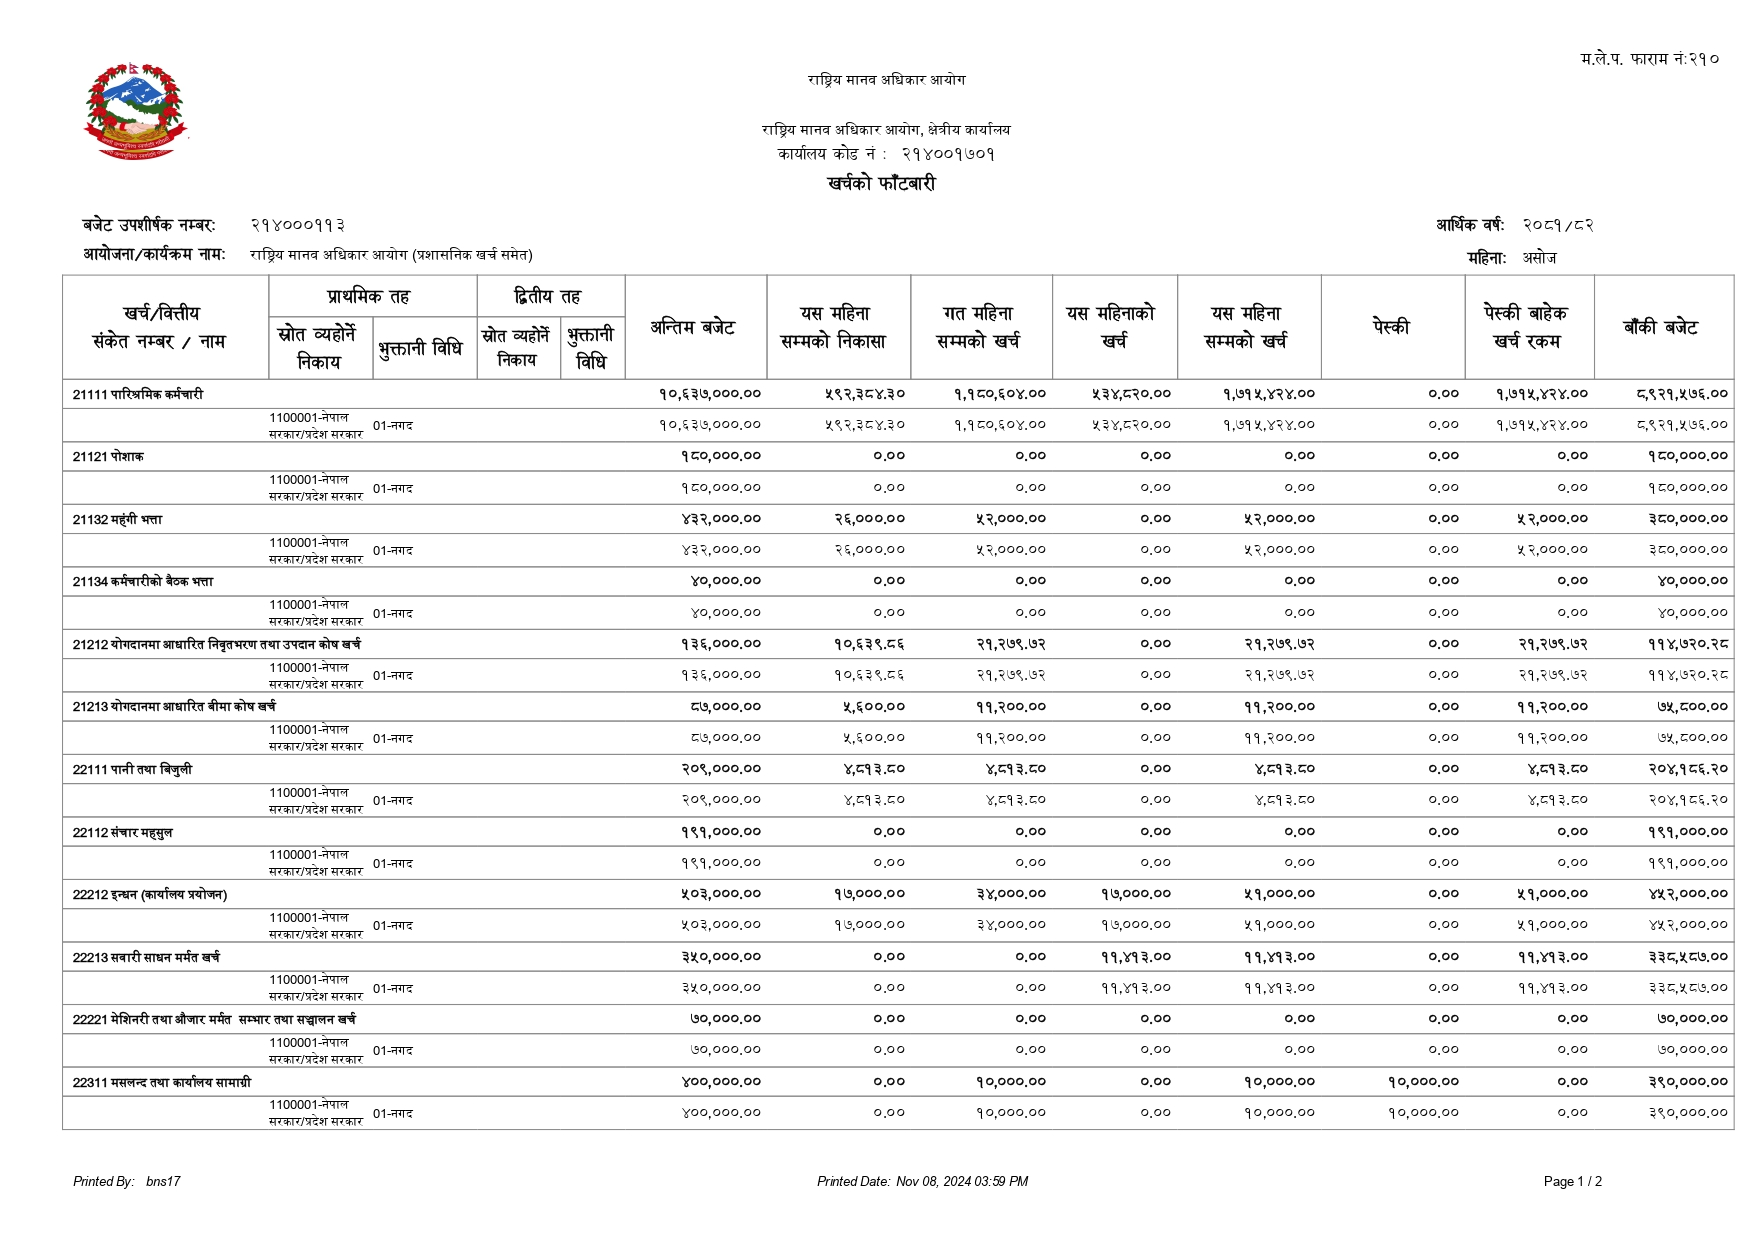 म.ले.प. फाराम नं:२१०
राष्ट्रिय मानव अधिकार आयोग
राष्ट्रिय मानव अधिकार आयोग, क्षेत्रीय कार्यालय
कार्यालय कोड नं : २१४००१७०१
खर्चको फाँटबारी
बजेट उपशीर्षक नम्बर: २१४०००११३ आर्थिक वर्ष: २०८१/८२
आयोजना/कार्यक्रम नाम: राष्ट्रिय मानव अधिकार आयोग (प्रशासनिक खर्च समेत) महिना: असोज
खर्च/वित्तीय संकेत नम्बर / नाम प्राथमिक तह द्वितीय तह अन्तिम बजेट यस महिना सम्मको निकासा गत महिना सम्मको खर्च यस महिनाको खर्च यस महिना सम्मको खर्च पेस्की पेस्की बाहेक खर्च रकम बाँकी बजेट
स्रोत व्यहोर्ने निकाय भुक्तानी विधि स्रोत व्यहोर्ने निकाय भुक्तानी विधि
21111 पारिश्रमिक कर्मचारी १०,६३७,०००.०० ५९२,३८४.३० १,१८०,६०४.०० ५३४,८२०.०० १,७१५,४२४.०० ०.०० १,७१५,४२४.०० ८,९२१,५७६.००
1100001-नेपाल सरकार/प्रदेश सरकार 01-नगद १०,६३७,०००.०० ५९२,३८४.३० १,१८०,६०४.०० ५३४,८२०.०० १,७१५,४२४.०० ०.०० १,७१५,४२४.०० ८,९२१,५७६.००
21121 पोशाक १८०,०००.०० ०.०० ०.०० ०.०० ०.०० ०.०० ०.०० १८०,०००.००
1100001-नेपाल सरकार/प्रदेश सरकार 01-नगद १८०,०००.०० ०.०० ०.०० ०.०० ०.०० ०.०० ०.०० १८०,०००.००
21132 महंगी भत्ता ४३२,०००.०० २६,०००.०० ५२,०००.०० ०.०० ५२,०००.०० ०.०० ५२,०००.०० ३८०,०००.००
1100001-नेपाल सरकार/प्रदेश सरकार 01-नगद ४३२,०००.०० २६,०००.०० ५२,०००.०० ०.०० ५२,०००.०० ०.०० ५२,०००.०० ३८०,०००.००
21134 कर्मचारीको बैठक भत्ता ४०,०००.०० ०.०० ०.०० ०.०० ०.०० ०.०० ०.०० ४०,०००.००
1100001-नेपाल सरकार/प्रदेश सरकार 01-नगद ४०,०००.०० ०.०० ०.०० ०.०० ०.०० ०.०० ०.०० ४०,०००.००
21212 योगदानमा आधारित निवृतभरण तथा उपदान कोष खर्च १३६,०००.०० १०,६३९.८६ २१,२७९.७२ ०.०० २१,२७९.७२ ०.०० २१,२७९.७२ ११४,७२०.२८
1100001-नेपाल सरकार/प्रदेश सरकार 01-नगद १३६,०००.०० १०,६३९.८६ २१,२७९.७२ ०.०० २१,२७९.७२ ०.०० २१,२७९.७२ ११४,७२०.२८
21213 योगदानमा आधारित बीमा कोष खर्च ८७,०००.०० ५,६००.०० ११,२००.०० ०.०० ११,२००.०० ०.०० ११,२००.०० ७५,८००.००
1100001-नेपाल सरकार/प्रदेश सरकार 01-नगद ८७,०००.०० ५,६००.०० ११,२००.०० ०.०० ११,२००.०० ०.०० ११,२००.०० ७५,८००.००
22111 पानी तथा बिजुली २०९,०००.०० ४,८१३.८० ४,८१३.८० ०.०० ४,८१३.८० ०.०० ४,८१३.८० २०४,१८६.२०
1100001-नेपाल सरकार/प्रदेश सरकार 01-नगद २०९,०००.०० ४,८१३.८० ४,८१३.८० ०.०० ४,८१३.८० ०.०० ४,८१३.८० २०४,१८६.२०
22112 संचार महसुल १९१,०००.०० ०.०० ०.०० ०.०० ०.०० ०.०० ०.०० १९१,०००.००
1100001-नेपाल सरकार/प्रदेश सरकार 01-नगद १९१,०००.०० ०.०० ०.०० ०.०० ०.०० ०.०० ०.०० १९१,०००.००
22212 इन्धन (कार्यालय प्रयोजन) ५०३,०००.०० १७,०००.०० ३४,०००.०० १७,०००.०० ५१,०००.०० ०.०० ५१,०००.०० ४५२,०००.००
1100001-नेपाल सरकार/प्रदेश सरकार 01-नगद ५०३,०००.०० १७,०००.०० ३४,०००.०० १७,०००.०० ५१,०००.०० ०.०० ५१,०००.०० ४५२,०००.००
22213 सवारी साधन मर्मत खर्च ३५०,०००.०० ०.०० ०.०० ११,४१३.०० ११,४१३.०० ०.०० ११,४१३.०० ३३८,५८७.००
1100001-नेपाल सरकार/प्रदेश सरकार 01-नगद ३५०,०००.०० ०.०० ०.०० ११,४१३.०० ११,४१३.०० ०.०० ११,४१३.०० ३३८,५८७.००
22221 मेशिनरी तथा औजार मर्मत सम्भार तथा सञ्चालन खर्च ७०,०००.०० ०.०० ०.०० ०.०० ०.०० ०.०० ०.०० ७०,०००.००
1100001-नेपाल सरकार/प्रदेश सरकार 01-नगद ७०,०००.०० ०.०० ०.०० ०.०० ०.०० ०.०० ०.०० ७०,०००.००
22311 मसलन्द तथा कार्यालय सामाग्री ४००,०००.०० ०.०० १०,०००.०० ०.०० १०,०००.०० १०,०००.०० ०.०० ३९०,०००.००
1100001-नेपाल सरकार/प्रदेश सरकार 01-नगद ४००,०००.०० ०.०० १०,०००.०० ०.०० १०,०००.०० १०,०००.०० ०.०० ३९०,०००.००
Printed By: bns17 Printed Date: Nov 08, 2024 03:59 PM Page 1 / 2